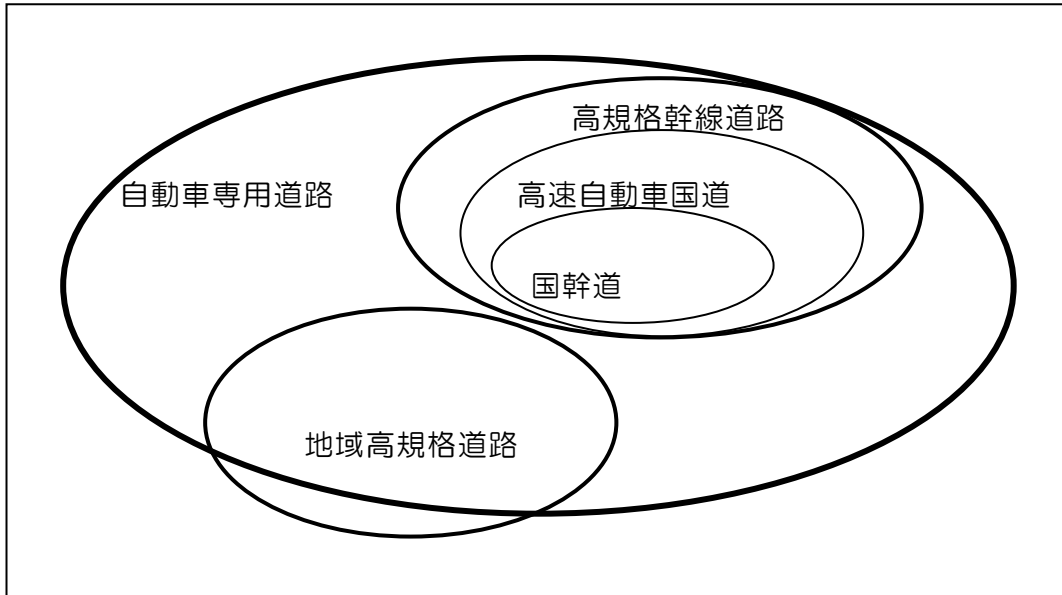 高規格幹線道路
自動車専用道路
高速自動車国道
国幹道
地域高規格道路